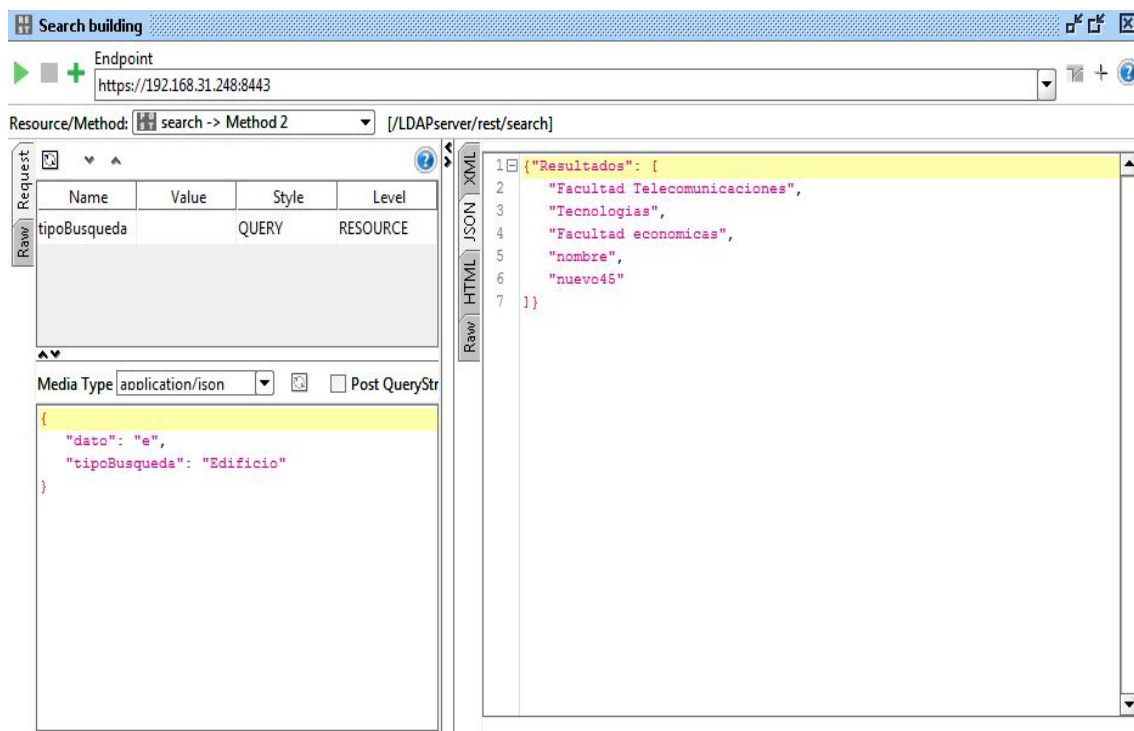 Search building
Endpoint
https://192.168.31.248:8443
Resource/Method: search -> Method 2 [/LDAPserver/rest/search]
Request
Raw
Name Value Style Level
tipoBusqueda QUERY RESOURCE
Media Type application/json Post QueryStr
{
"dato": "e",
"tipoBusqueda": "Edificio"
}
XML
JSON
HTML
Raw
1 {"Resultados": [
2 "Facultad Telecomunicaciones",
3 "Tecnologias",
4 "Facultad economicas",
5 "nombre",
6 "nuevo45"
7 ]}